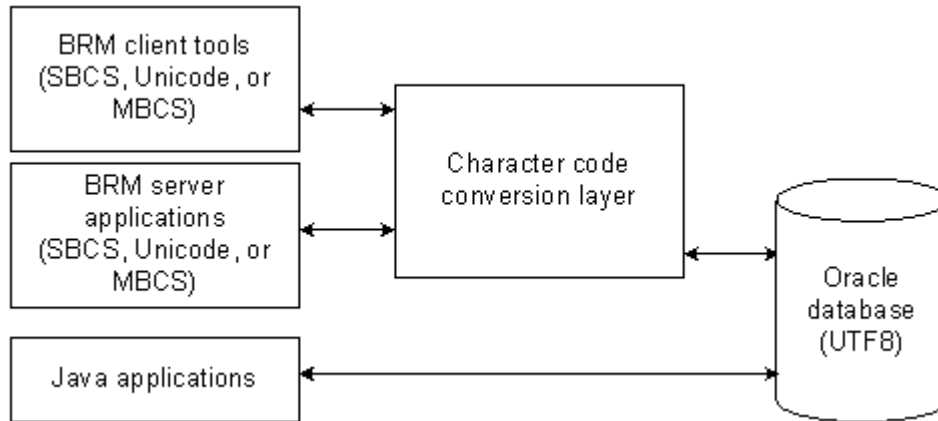 BRM client tools
(SBCS, Unicode, or
MBCS)
BRM server
applications
(SBCS, Unicode, or
MBCS)
Java applications
Character code
conversion layer
Oracle
database
(UTF8)